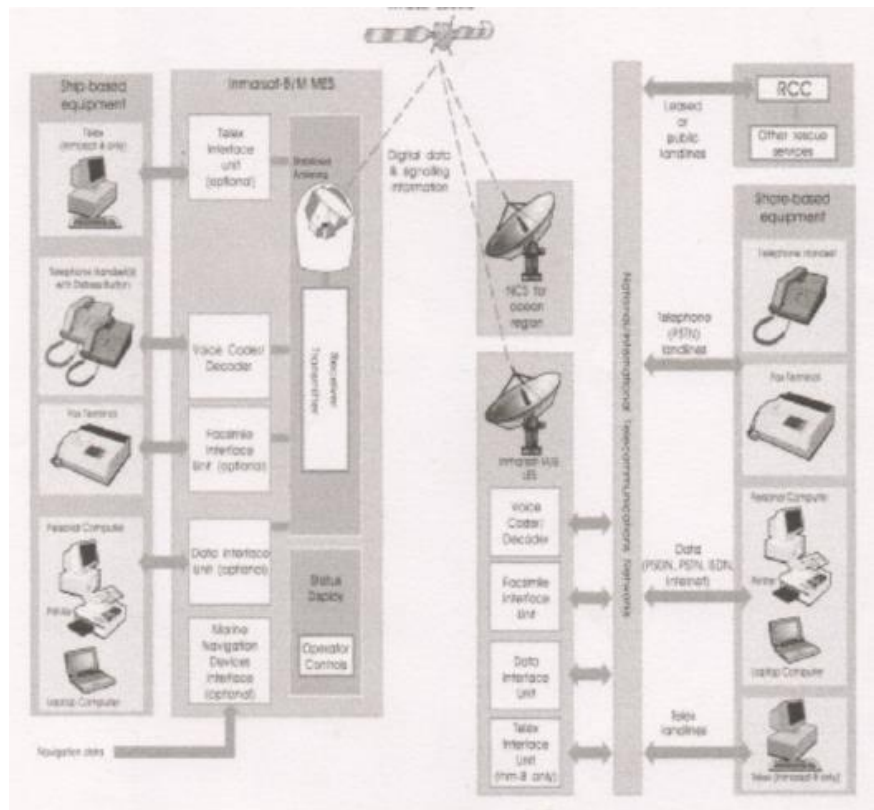 Ship-based
equipment
Telex
(Inmarsat-B only)
Telephone Handset(s)
with Distress Button
Fax Terminal
Personal Computer
Printer
Laptop Computer
Navigation data
Inmarsat-B/M MES
Telex
Interface
unit
(optional)
Voice Coder/
Decoder
Facsimile
Interface
Unit (optional)
Data Interface
Unit (optional)
Marine
Navigation
Devices
Interface
(optional)
Antenna
Receiver
Transmitter
Status
Display
Operator
Controls
Digital data
& signalling
information
NCS for
ocean
region
LES
Voice
Coder/
Decoder
Facsimile
Interface
Unit
Data
Interface
Unit
Telex
Interface
Unit
(Inm-B only)
National/International Telecommunications Networks
Leased
or
public
landlines
Telephone
(PSTN)
landlines
Data
(PSDN, PSTN, ISDN,
Internet)
Telex
landlines
RCC
Other rescue
services
Shore-based
equipment
Telephone Handset
Fax Terminal
Personal Computer
Printer
Laptop Computer
Telex (Inmarsat-B only)